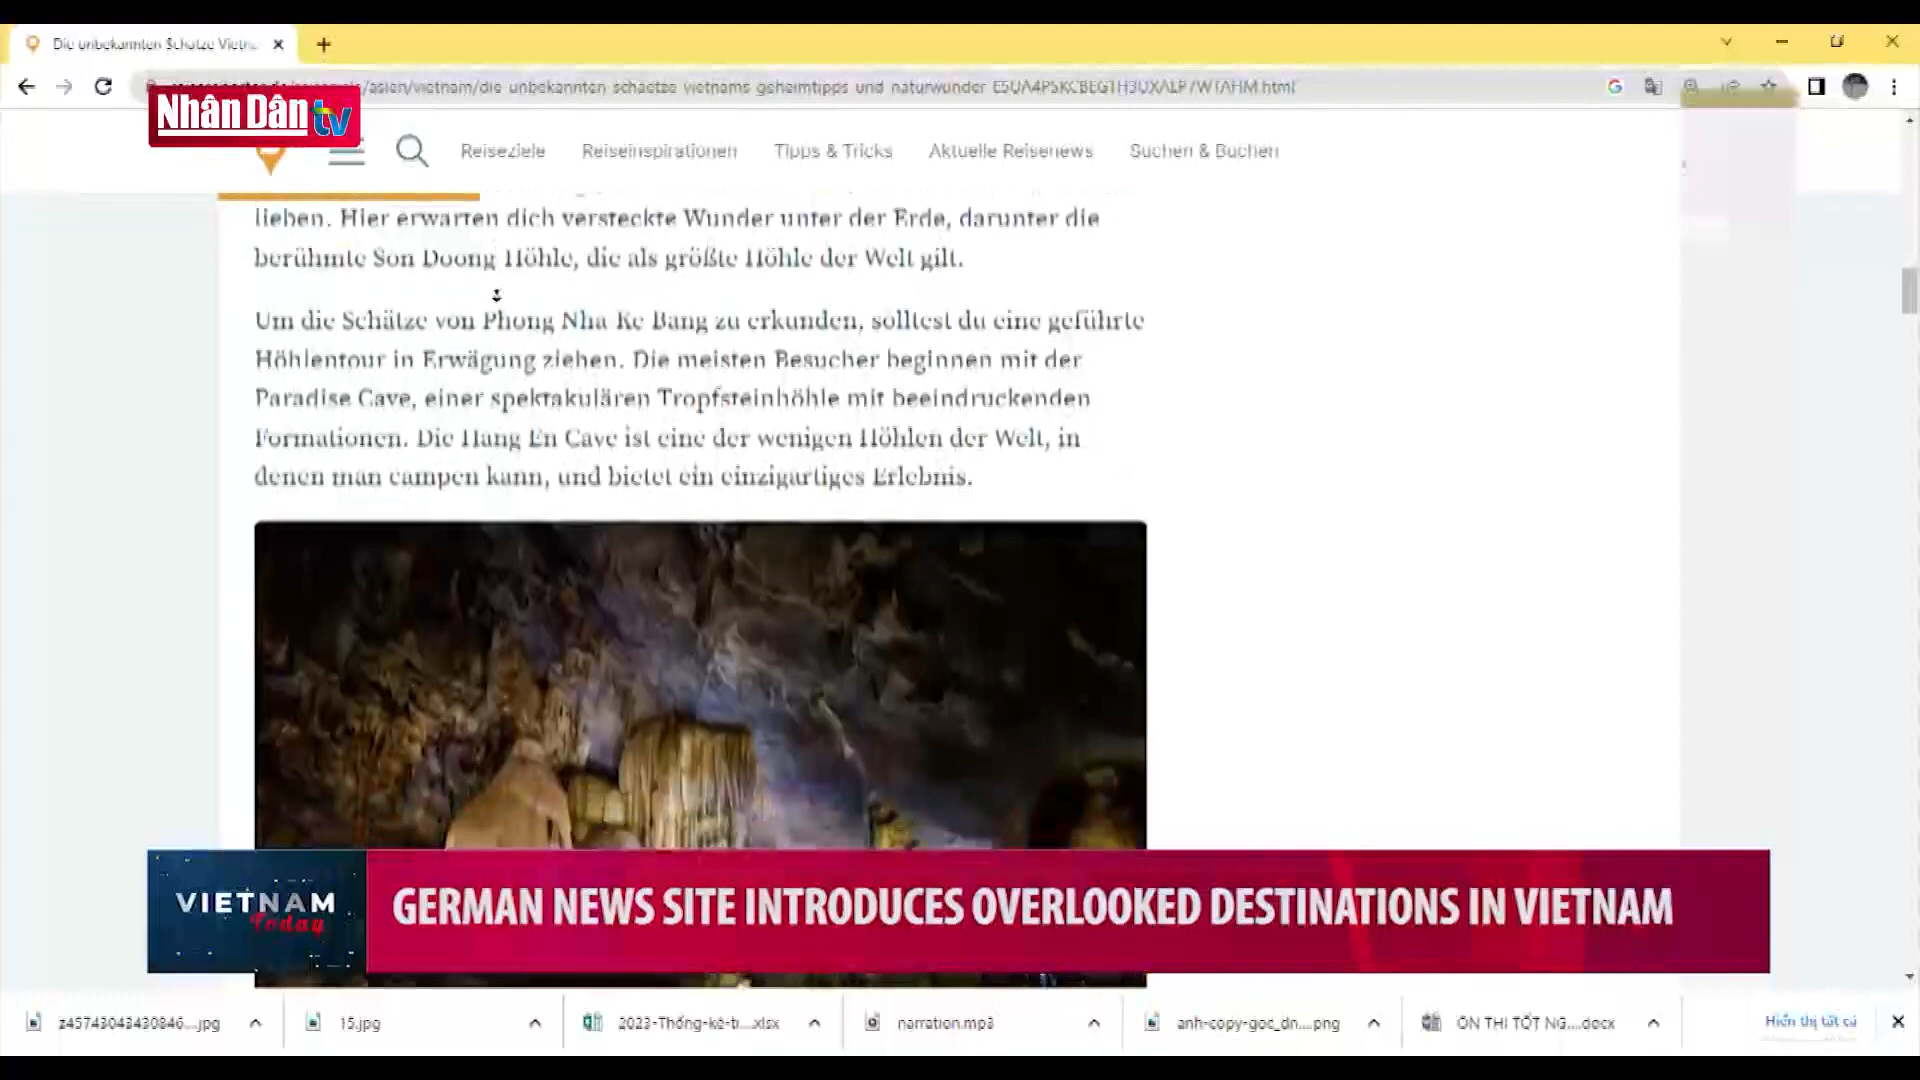 Die unbekannten Schätze Vietn
/asien/vietnam/die unbekannten schaetze vietnams geheimtipps und naturwunder
Nhân Dân tv
Reiseziele Reiseinspirationen Tipps & Tricks Aktuelle Reisenews Suchen & Buchen
lieben. Hier erwarten dich versteckte Wunder unter der Erde, darunter die
berühmte Son Doong Höhle, die als größte Höhle der Welt gilt.
Um die Schätze von Phong Nha Ke Bang zu erkunden, solltest du eine geführte
Höhlentour in Erwägung ziehen. Die meisten Besucher beginnen mit der
Paradise Cave, einer spektakulären Tropfsteinhöhle mit beeindruckenden
Formationen. Die Hang En Cave ist eine der wenigen Höhlen der Welt, in
denen man campen kann, und bietet ein einzigartiges Erlebnis.
VIETNAM
Today
GERMAN NEWS SITE INTRODUCES OVERLOOKED DESTINATIONS IN VIETNAM
z45743043430846....jpg 15.jpg 2023-Thống-kê-ti....xlsx narration.mp3 anh-copy-goc_dn....png ON THI TỐT NG....docx Hiển thị tất cả